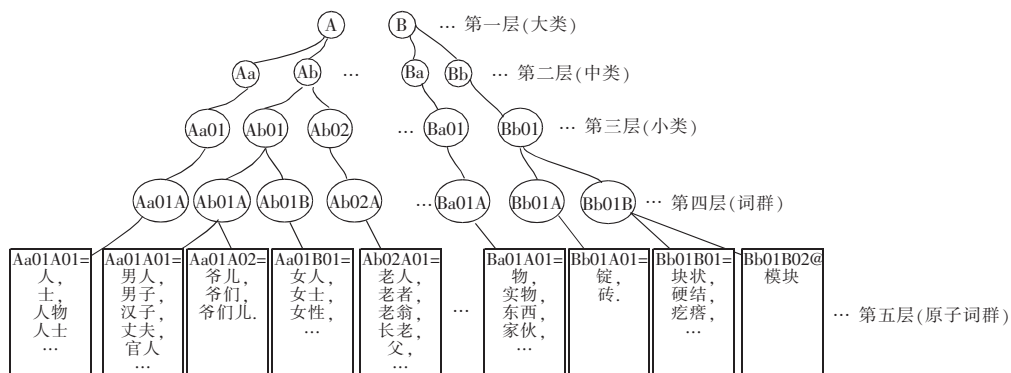 A B … 第一层(大类)
Aa Ab … Ba Bb … 第二层(中类)
Aa01 Ab01 Ab02 … Ba01 Bb01 … 第三层(小类)
Aa01A Ab01A Ab01B Ab02A … Ba01A Bb01A Bb01B … 第四层(词群)
Aa01A01=
人,
士,
人物
人士
…
Aa01A01=
男人,
男子,
汉子,
丈夫,
官人
…
Aa01A02=
爷儿,
爷们,
爷们儿.
Aa01B01=
女人,
女士,
女性,
…
Ab02A01=
老人,
老者,
老翁,
长老,
父,
…
…
Ba01A01=
物,
实物,
东西,
家伙,
…
Bb01A01=
锭,
砖.
Bb01B01=
块状,
硬结,
疙瘩,
…
Bb01B02@
模块
… 第五层(原子词群)